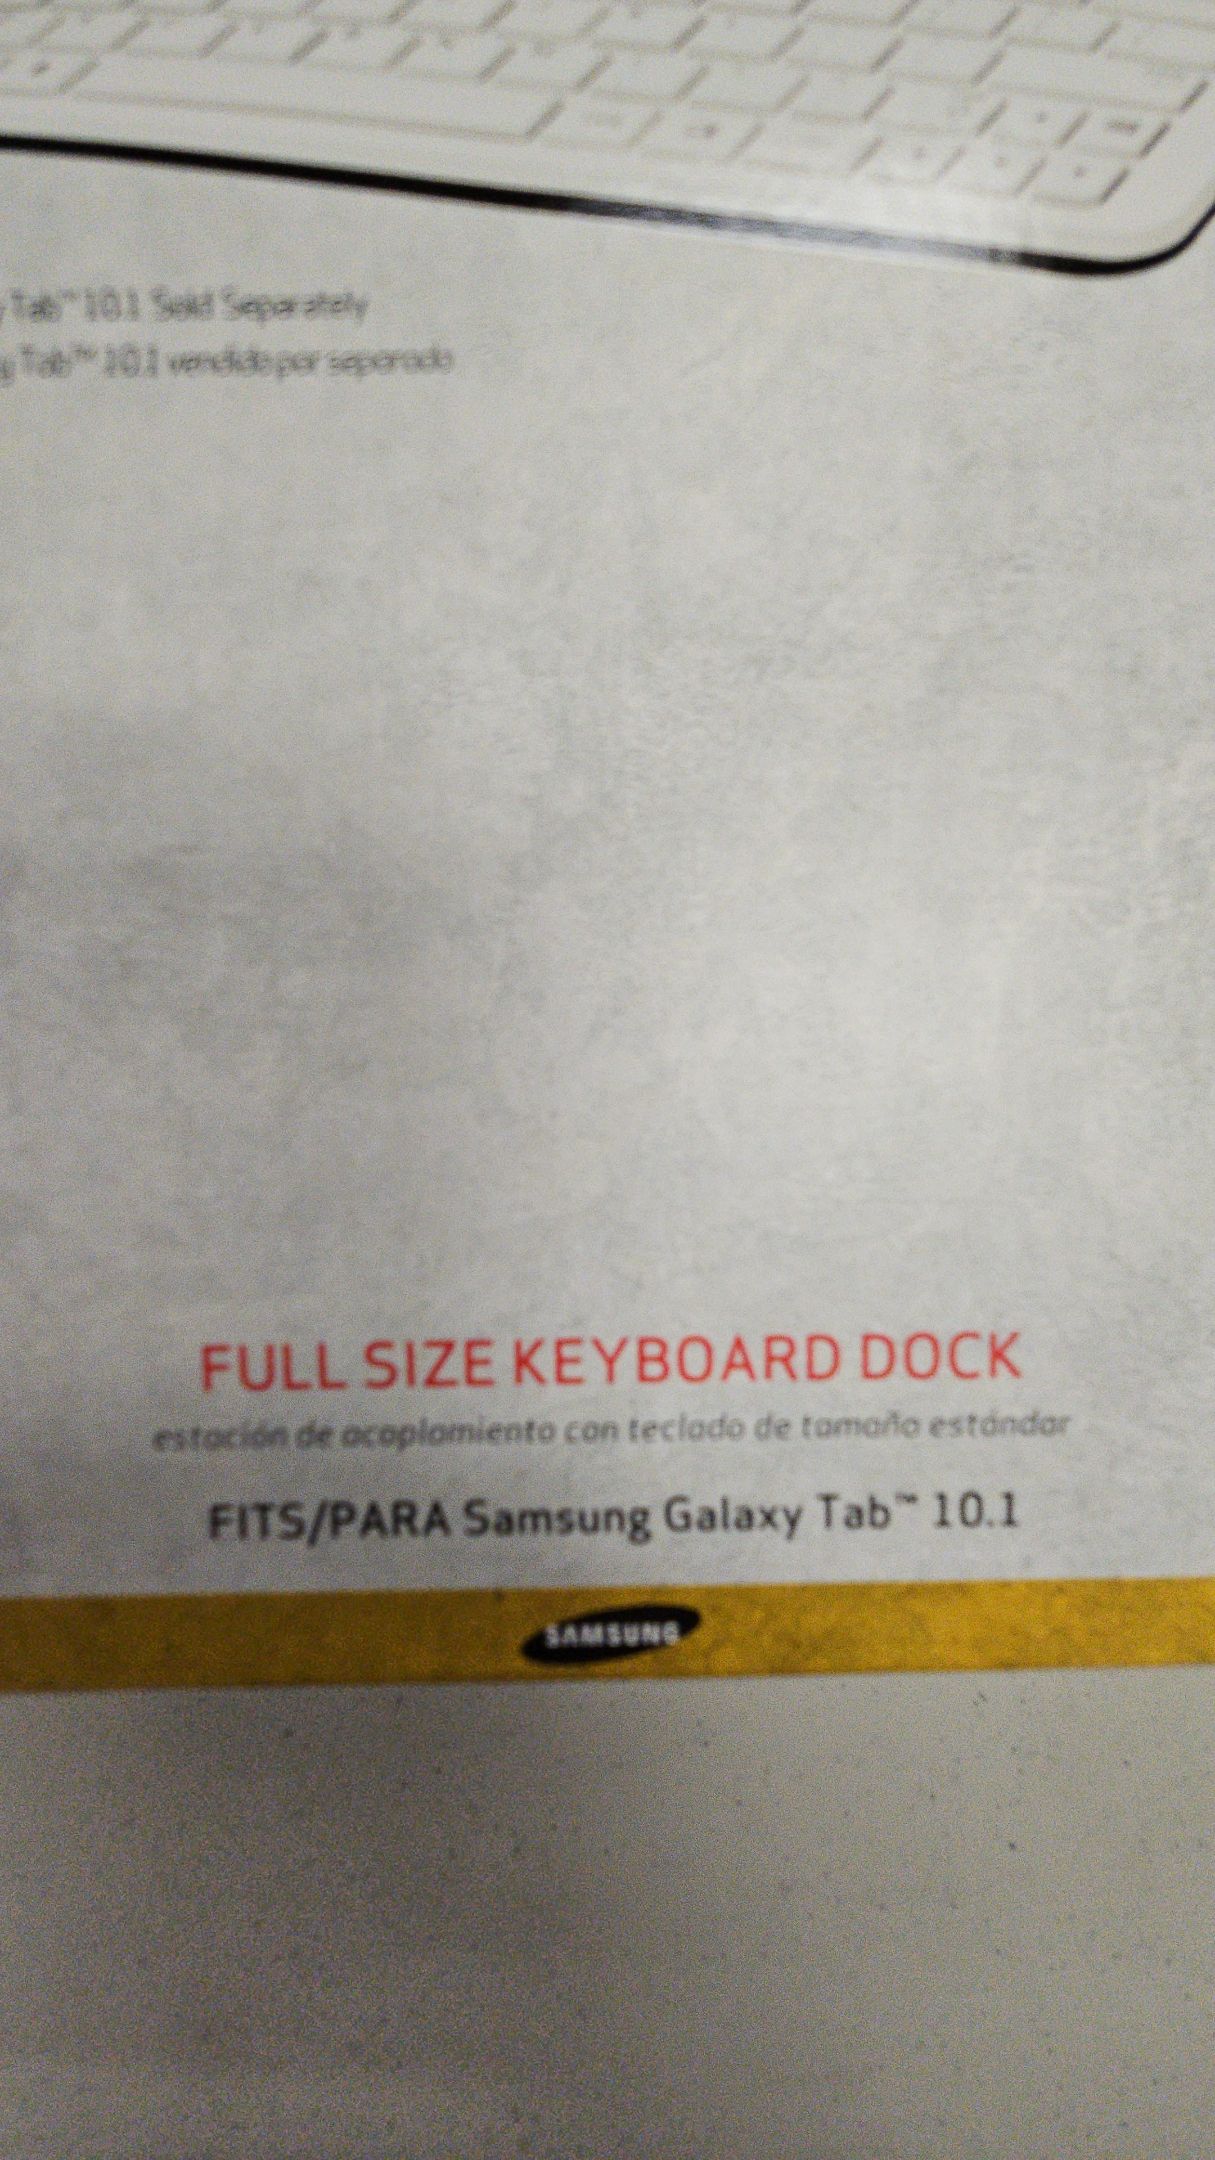 Tab™ 10.1 Sold Separately
Tab™ 10.1 vendido por separado
FULL SIZE KEYBOARD DOCK
estación de acoplamiento con teclado de tamaño estándar
FITS/PARA Samsung Galaxy Tab™ 10.1
SAMSUNG